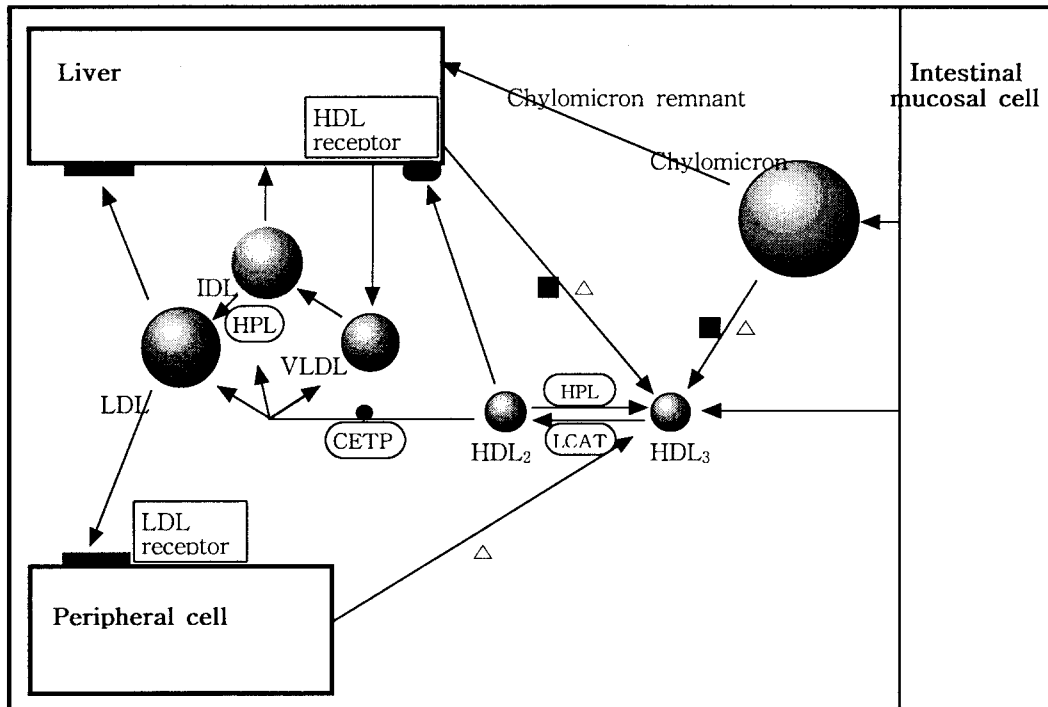 Liver
HDL
receptor
Chylomicron remnant
Chylomicron
Intestinal
mucosal cell
IDL
HPL
VLDL
LDL
CETP
HPL
LCAT
HDL₂
HDL₃
LDL
receptor
Peripheral cell